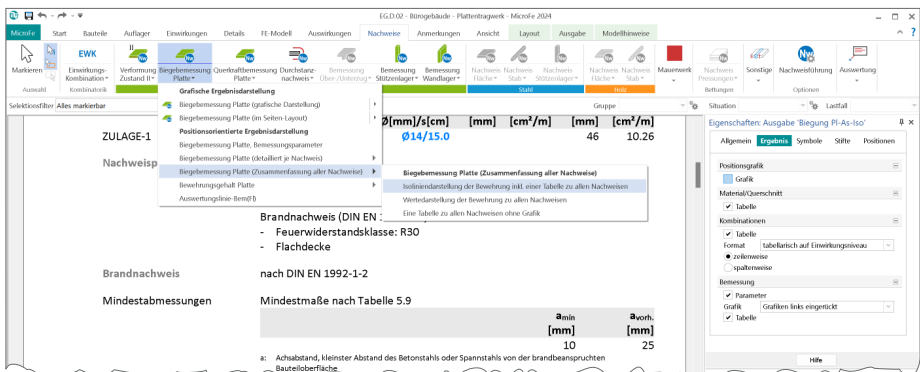 EG.D.02 - Bürogebäude - Plattentragwerk - MicroFe 2024
MicroFe Start Bauteile Auflager Einwirkungen Details FE-Modell Auswirkungen Nachweise Anmerkungen Ansicht Layout Ausgabe Modellhinweise
Markieren
EWK
Einwirkungs-
Kombination
Verformung
Zustand II
Biegebemessung
Platte
Querkraftbemessung
Platte
Durchstanz-
nachweis
Bemessung
Über-/Unterzug
Bemessung
Stützenlager
Bemessung
Wandlager
Nachweis
Fläche
Nachweis
Stab
Nachweis
Stützenlager
Nachweis
Fläche
Nachweis
Stab
Mauerwerk
Nachweis
Pressungen
Sonstige
Nachweisführung
Auswertung
Auswahl Kombinatorik Stahl Holz Bettungen Optionen
Selektionsfilter Alles markierbar Gruppe Situation Lastfall
Grafische Ergebnisdarstellung
Biegebemessung Platte (grafische Darstellung)
Biegebemessung Platte (im Seiten-Layout)
Positionsorientierte Ergebnisdarstellung
Biegebemessung Platte, Bemessungsparameter
Biegebemessung Platte (detailliert je Nachweis)
Biegebemessung Platte (Zusammenfassung aller Nachweise)
Bewehrungsgehalt Platte
Auswertungslinie-Bem(Fl)
Biegebemessung Platte (Zusammenfassung aller Nachweise)
Isoliniendarstellung der Bewehrung inkl. einer Tabelle zu allen Nachweisen
Wertedarstellung der Bewehrung zu allen Nachweisen
Eine Tabelle zu allen Nachweisen ohne Grafik
Ø[mm]/s[cm] [mm] [cm²/m] [mm] [cm²/m]
ZULAGE-1 Ø14/15.0 46 10.26
Nachweisp
Brandnachweis (DIN EN
- Feuerwiderstandsklasse: R30
- Flachdecke
Brandnachweis nach DIN EN 1992-1-2
Mindestabmessungen Mindestmaße nach Tabelle 5.9
amin avorh.
[mm] [mm]
10 25
a: Achsabstand, kleinster Abstand des Betonstahls oder Spannstahls von der brandbeanspruchten
Bauteiloberfläche
Eigenschaften: Ausgabe 'Biegung Pl-As-Iso'
Allgemein Ergebnis Symbole Stifte Positionen
Positionsgrafik
Grafik
Material/Querschnitt
Tabelle
Kombinationen
Tabelle
Format tabellarisch auf Einwirkungsniveau
zeilenweise
spaltenweise
Bemessung
Parameter
Grafik Grafiken links eingerückt
Tabelle
Hilfe